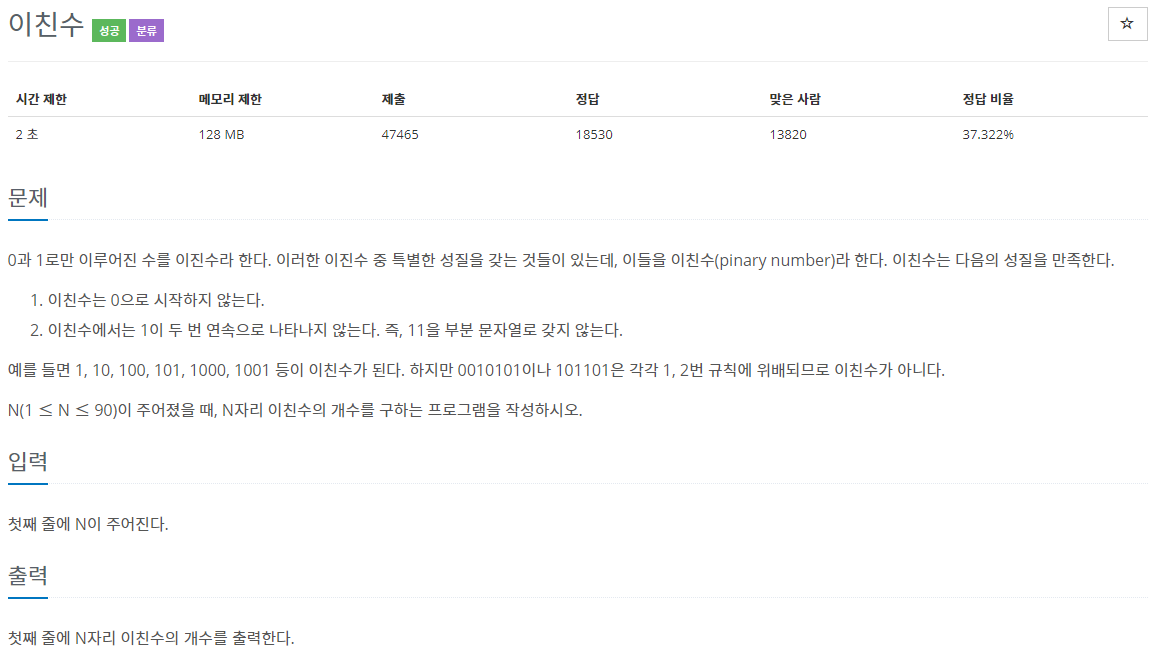 이친수 성공 분류
☆
시간 제한 메모리 제한 제출 정답 맞은 사람 정답 비율
2 초 128 MB 47465 18530 13820 37.322%
문제
0과 1로만 이루어진 수를 이진수라 한다. 이러한 이진수 중 특별한 성질을 갖는 것들이 있는데, 이들을 이친수(pinary number)라 한다. 이친수는 다음의 성질을 만족한다.
1. 이친수는 0으로 시작하지 않는다.
2. 이친수에서는 1이 두 번 연속으로 나타나지 않는다. 즉, 11을 부분 문자열로 갖지 않는다.
예를 들면 1, 10, 100, 101, 1000, 1001 등이 이친수가 된다. 하지만 0010101이나 101101은 각각 1, 2번 규칙에 위배되므로 이친수가 아니다.
N(1 ≤ N ≤ 90)이 주어졌을 때, N자리 이친수의 개수를 구하는 프로그램을 작성하시오.
입력
첫째 줄에 N이 주어진다.
출력
첫째 줄에 N자리 이친수의 개수를 출력한다.